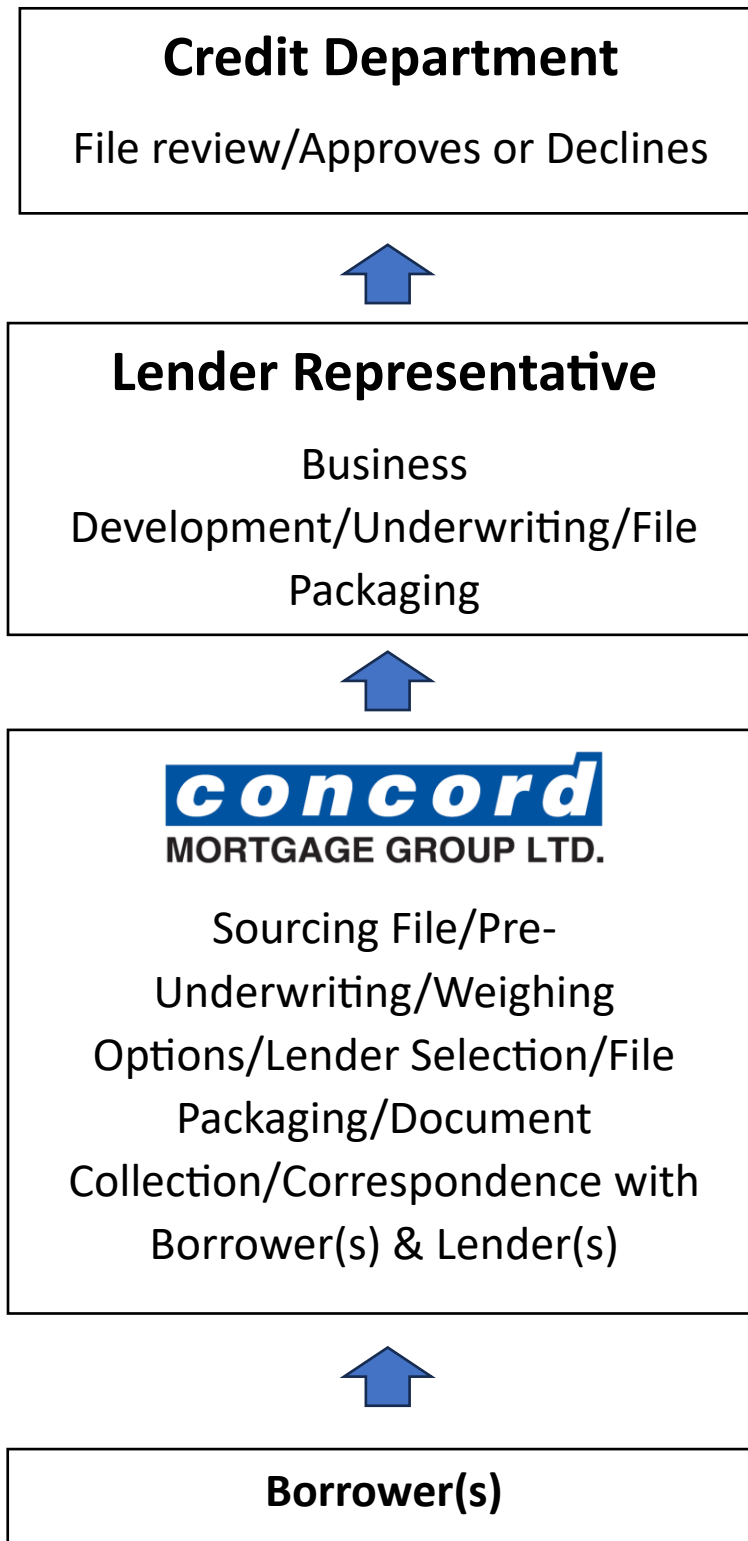 Credit Department
File review/Approves or Declines
Lender Representative
Business
Development/Underwriting/File
Packaging
concord
MORTGAGE GROUP LTD.
Sourcing File/Pre-
Underwriting/Weighing
Options/Lender Selection/File
Packaging/Document
Collection/Correspondence with
Borrower(s) & Lender(s)
Borrower(s)